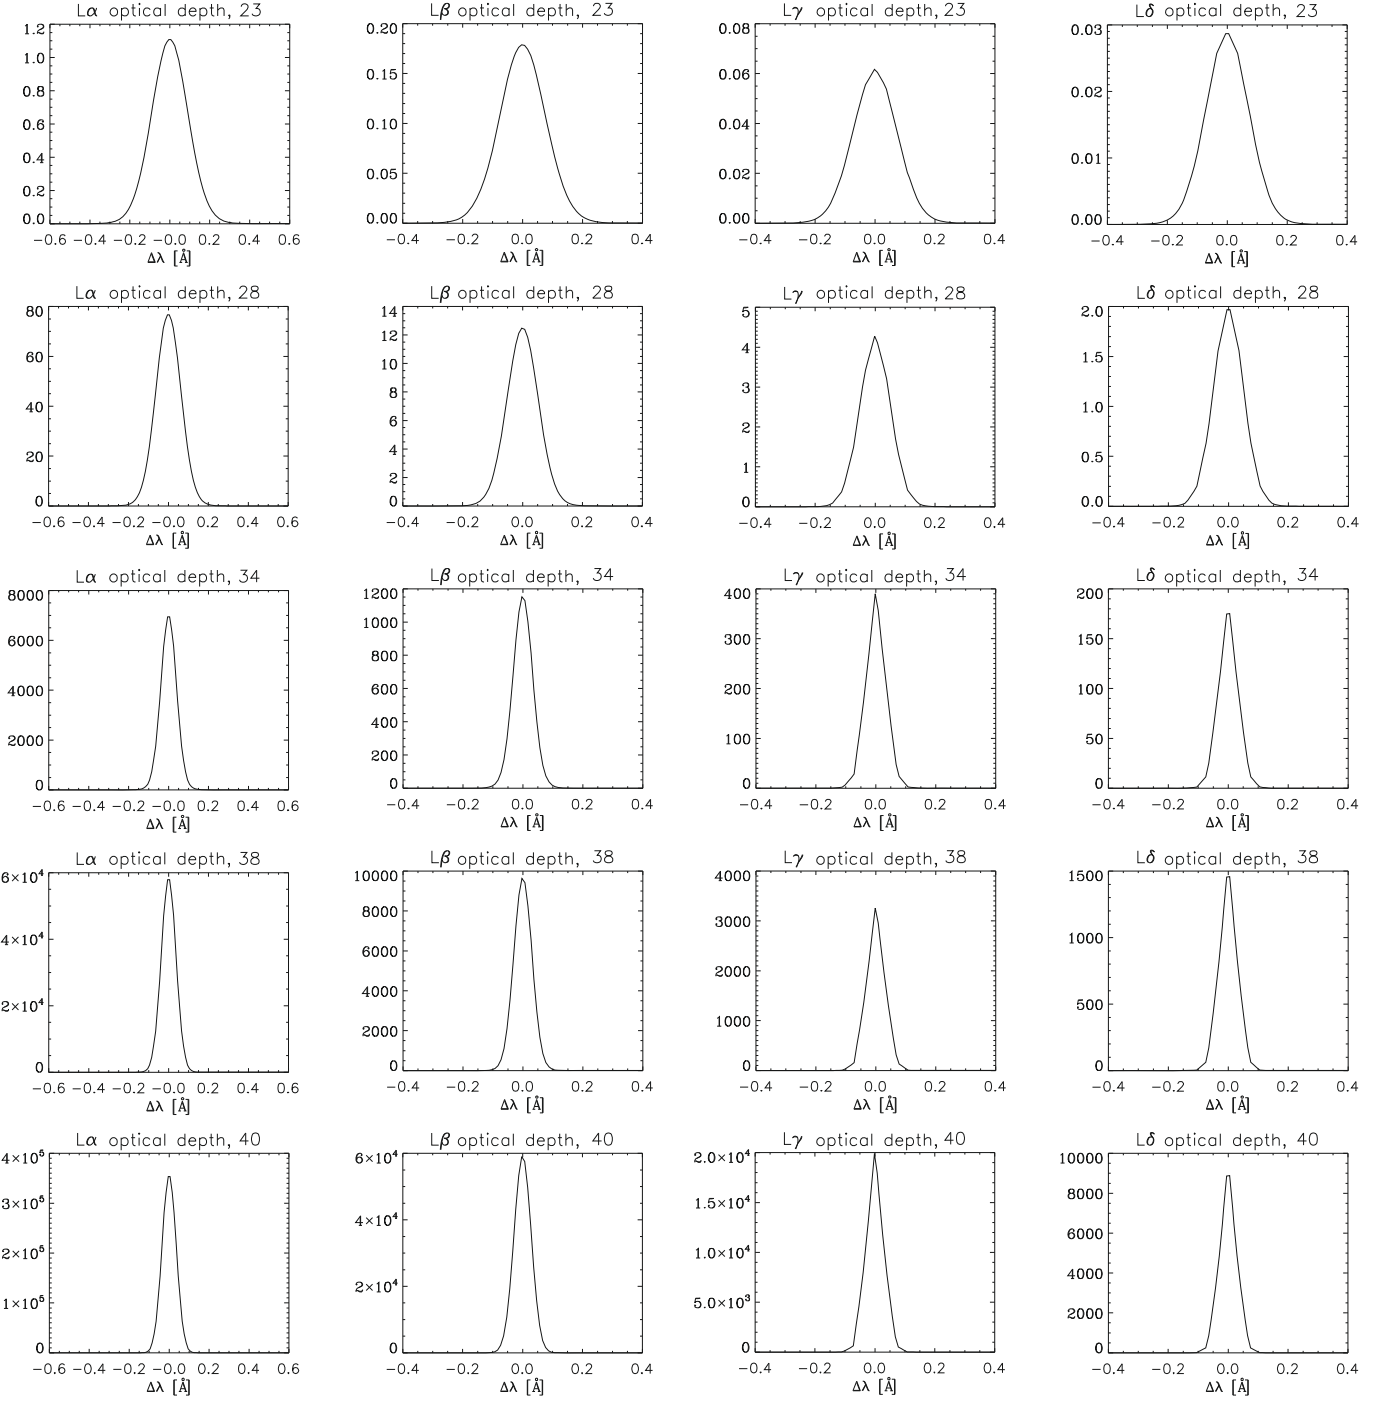 Lα optical depth, 23
1.2
1.0
0.8
0.6
0.4
0.2
0.0
−0.6 −0.4 −0.2 −0.0 0.2 0.4 0.6
Δλ [Å]
Lβ optical depth, 23
0.20
0.15
0.10
0.05
0.00
−0.4 −0.2 0.0 0.2 0.4
Δλ [Å]
Lγ optical depth, 23
0.08
0.06
0.04
0.02
0.00
−0.4 −0.2 0.0 0.2 0.4
Δλ [Å]
Lδ optical depth, 23
0.03
0.02
0.01
0.00
−0.4 −0.2 0.0 0.2 0.4
Δλ [Å]
Lα optical depth, 28
80
60
40
20
0
−0.6 −0.4 −0.2 −0.0 0.2 0.4 0.6
Δλ [Å]
Lβ optical depth, 28
14
12
10
8
6
4
2
0
−0.4 −0.2 0.0 0.2 0.4
Δλ [Å]
Lγ optical depth, 28
5
4
3
2
1
0
−0.4 −0.2 0.0 0.2 0.4
Δλ [Å]
Lδ optical depth, 28
2.0
1.5
1.0
0.5
0.0
−0.4 −0.2 0.0 0.2 0.4
Δλ [Å]
Lα optical depth, 34
8000
6000
4000
2000
0
−0.6 −0.4 −0.2 −0.0 0.2 0.4 0.6
Δλ [Å]
Lβ optical depth, 34
1200
1000
800
600
400
200
0
−0.4 −0.2 0.0 0.2 0.4
Δλ [Å]
Lγ optical depth, 34
400
300
200
100
0
−0.4 −0.2 0.0 0.2 0.4
Δλ [Å]
Lδ optical depth, 34
200
150
100
50
0
−0.4 −0.2 0.0 0.2 0.4
Δλ [Å]
Lα optical depth, 38
6×10⁴
4×10⁴
2×10⁴
0
−0.6 −0.4 −0.2 −0.0 0.2 0.4 0.6
Δλ [Å]
Lβ optical depth, 38
10000
8000
6000
4000
2000
0
−0.4 −0.2 0.0 0.2 0.4
Δλ [Å]
Lγ optical depth, 38
4000
3000
2000
1000
0
−0.4 −0.2 0.0 0.2 0.4
Δλ [Å]
Lδ optical depth, 38
1500
1000
500
0
−0.4 −0.2 0.0 0.2 0.4
Δλ [Å]
Lα optical depth, 40
4×10⁵
3×10⁵
2×10⁵
1×10⁵
0
−0.6 −0.4 −0.2 −0.0 0.2 0.4 0.6
Δλ [Å]
Lβ optical depth, 40
6×10⁴
4×10⁴
2×10⁴
0
−0.4 −0.2 0.0 0.2 0.4
Δλ [Å]
Lγ optical depth, 40
2.0×10⁴
1.5×10⁴
1.0×10⁴
5.0×10³
0
−0.4 −0.2 0.0 0.2 0.4
Δλ [Å]
Lδ optical depth, 40
10000
8000
6000
4000
2000
0
−0.4 −0.2 0.0 0.2 0.4
Δλ [Å]